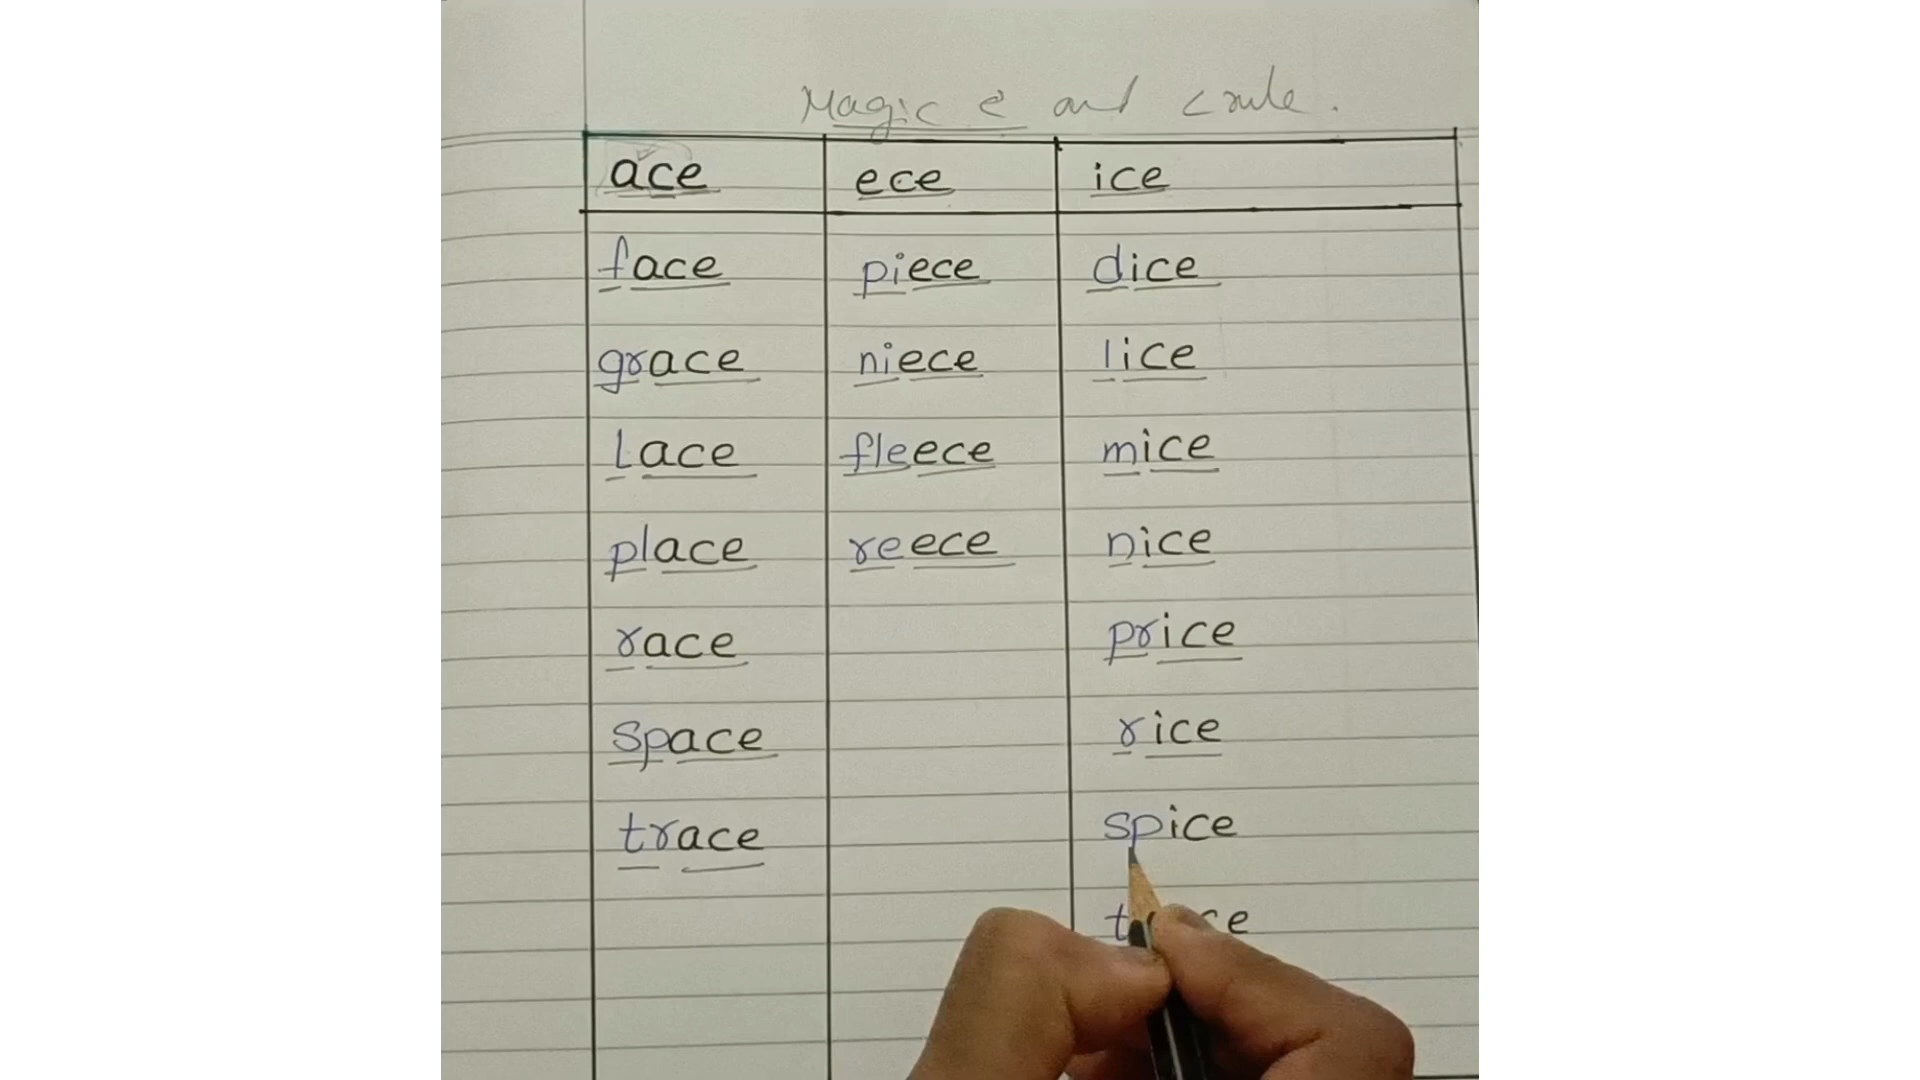 Magic e and c rule.
ace ece ice
face piece dice
grace niece lice
Lace fleece mice
place reece nice
race price
space rice
trace spice